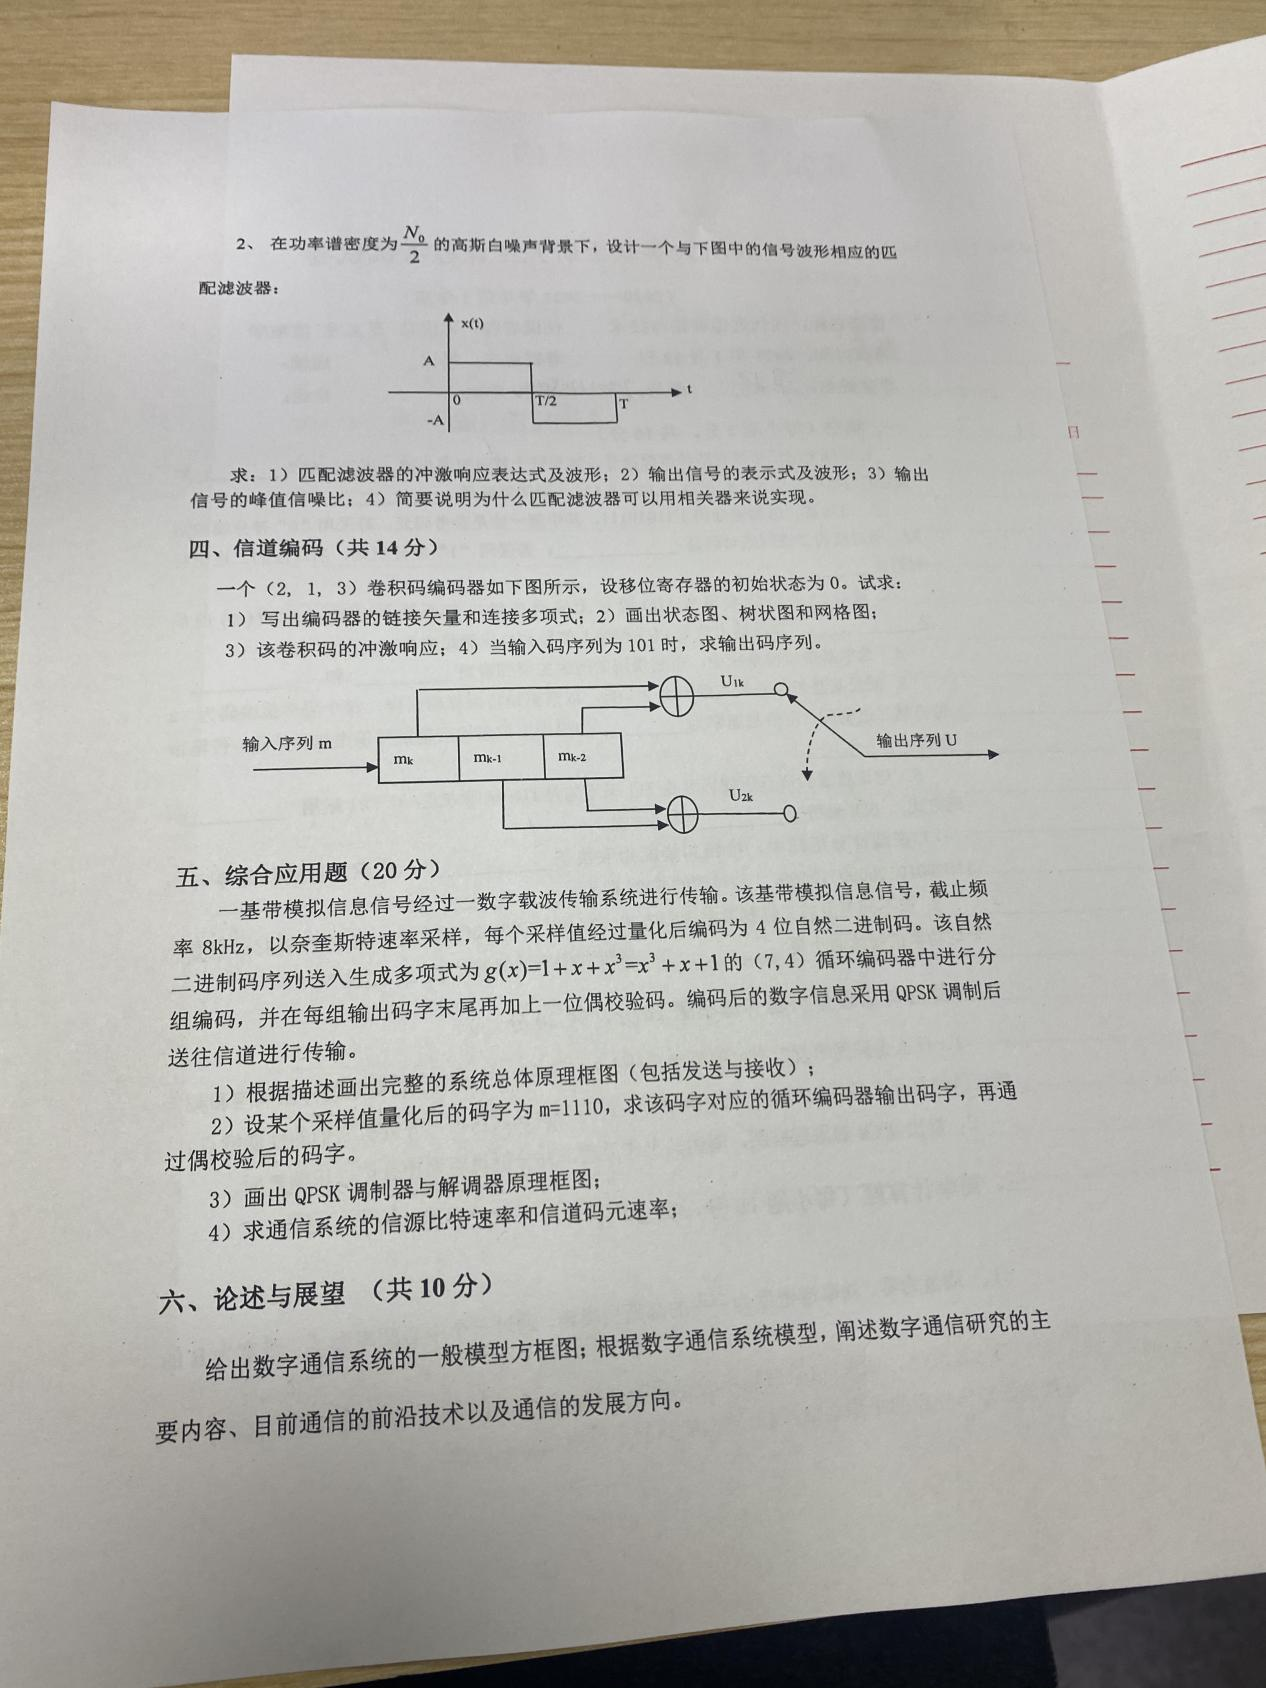 2、在功率谱密度为 N₀/2 的高斯白噪声背景下，设计一个与下图中的信号波形相应的匹
配滤波器：
x(t)
A
0
T/2
T
t
-A
求：1）匹配滤波器的冲激响应表达式及波形；2）输出信号的表示式及波形；3）输出
信号的峰值信噪比；4）简要说明为什么匹配滤波器可以用相关器来说实现。
四、信道编码（共 14 分）
一个（2, 1, 3）卷积码编码器如下图所示，设移位寄存器的初始状态为 0。试求：
1） 写出编码器的链接矢量和连接多项式；2）画出状态图、树状图和网格图；
3）该卷积码的冲激响应；4）当输入码序列为 101 时，求输出码序列。
U1k
输入序列 m
mk
mk-1
mk-2
输出序列 U
U2k
五、综合应用题（20 分）
一基带模拟信息信号经过一数字载波传输系统进行传输。该基带模拟信息信号，截止频
率 8kHz，以奈奎斯特速率采样，每个采样值经过量化后编码为 4 位自然二进制码。该自然
二进制码序列送入生成多项式为 g(x)=1+x+x³=x³+x+1 的（7,4）循环编码器中进行分
组编码，并在每组输出码字末尾再加上一位偶校验码。编码后的数字信息采用 QPSK 调制后
送往信道进行传输。
1）根据描述画出完整的系统总体原理框图（包括发送与接收）；
2）设某个采样值量化后的码字为 m=1110，求该码字对应的循环编码器输出码字，再通
过偶校验后的码字。
3）画出 QPSK 调制器与解调器原理框图；
4）求通信系统的信源比特速率和信道码元速率；
六、论述与展望 （共 10 分）
给出数字通信系统的一般模型方框图；根据数字通信系统模型，阐述数字通信研究的主
要内容、目前通信的前沿技术以及通信的发展方向。